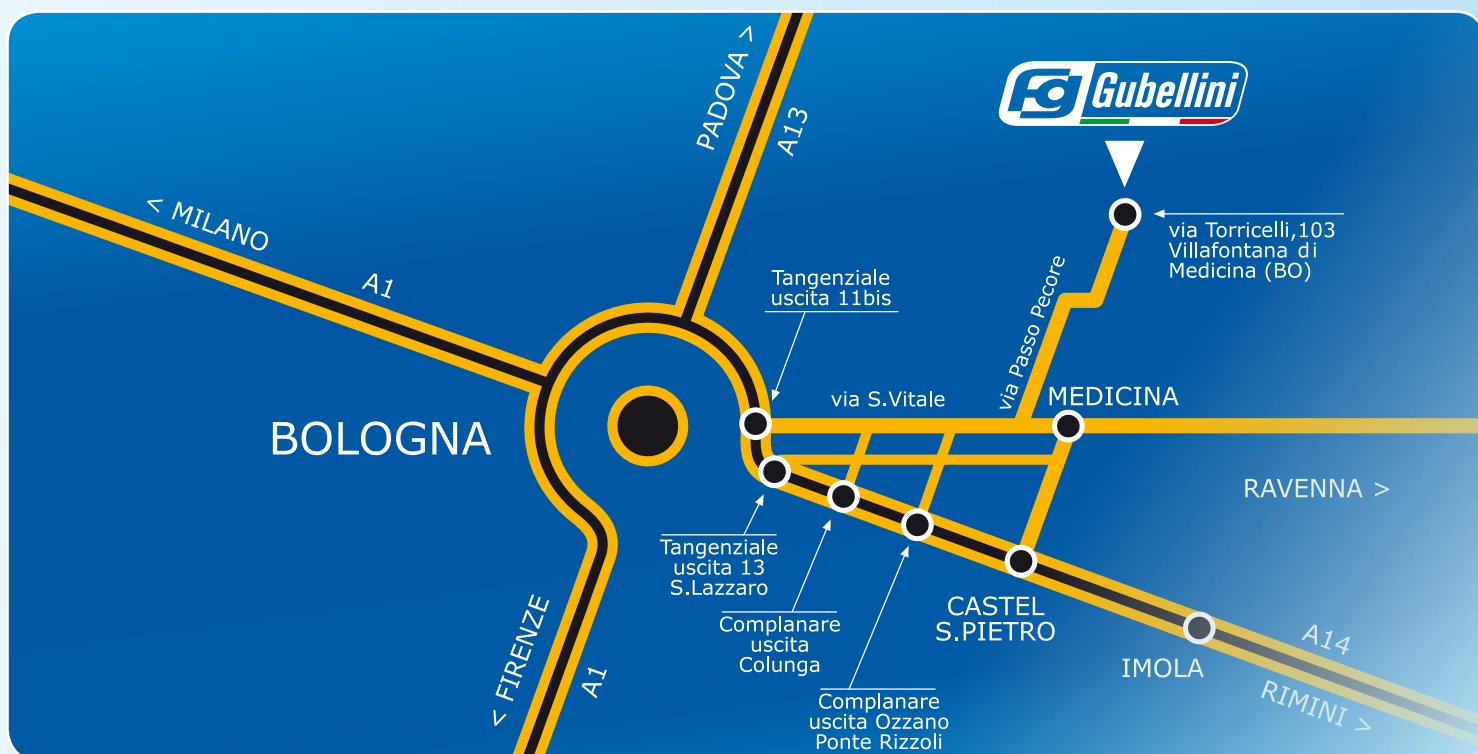 PADOVA >
A13
Fg Gubellini
< MILANO
A1
via Torricelli,103
Villafontana di
Medicina (BO)
Tangenziale
uscita 11bis
via Passo Pecore
via S.Vitale
MEDICINA
BOLOGNA
RAVENNA >
Tangenziale
uscita 13
S.Lazzaro
Complanare
uscita
Colunga
Complanare
uscita Ozzano
Ponte Rizzoli
CASTEL
S.PIETRO
IMOLA
A14
RIMINI >
< FIRENZE
A1